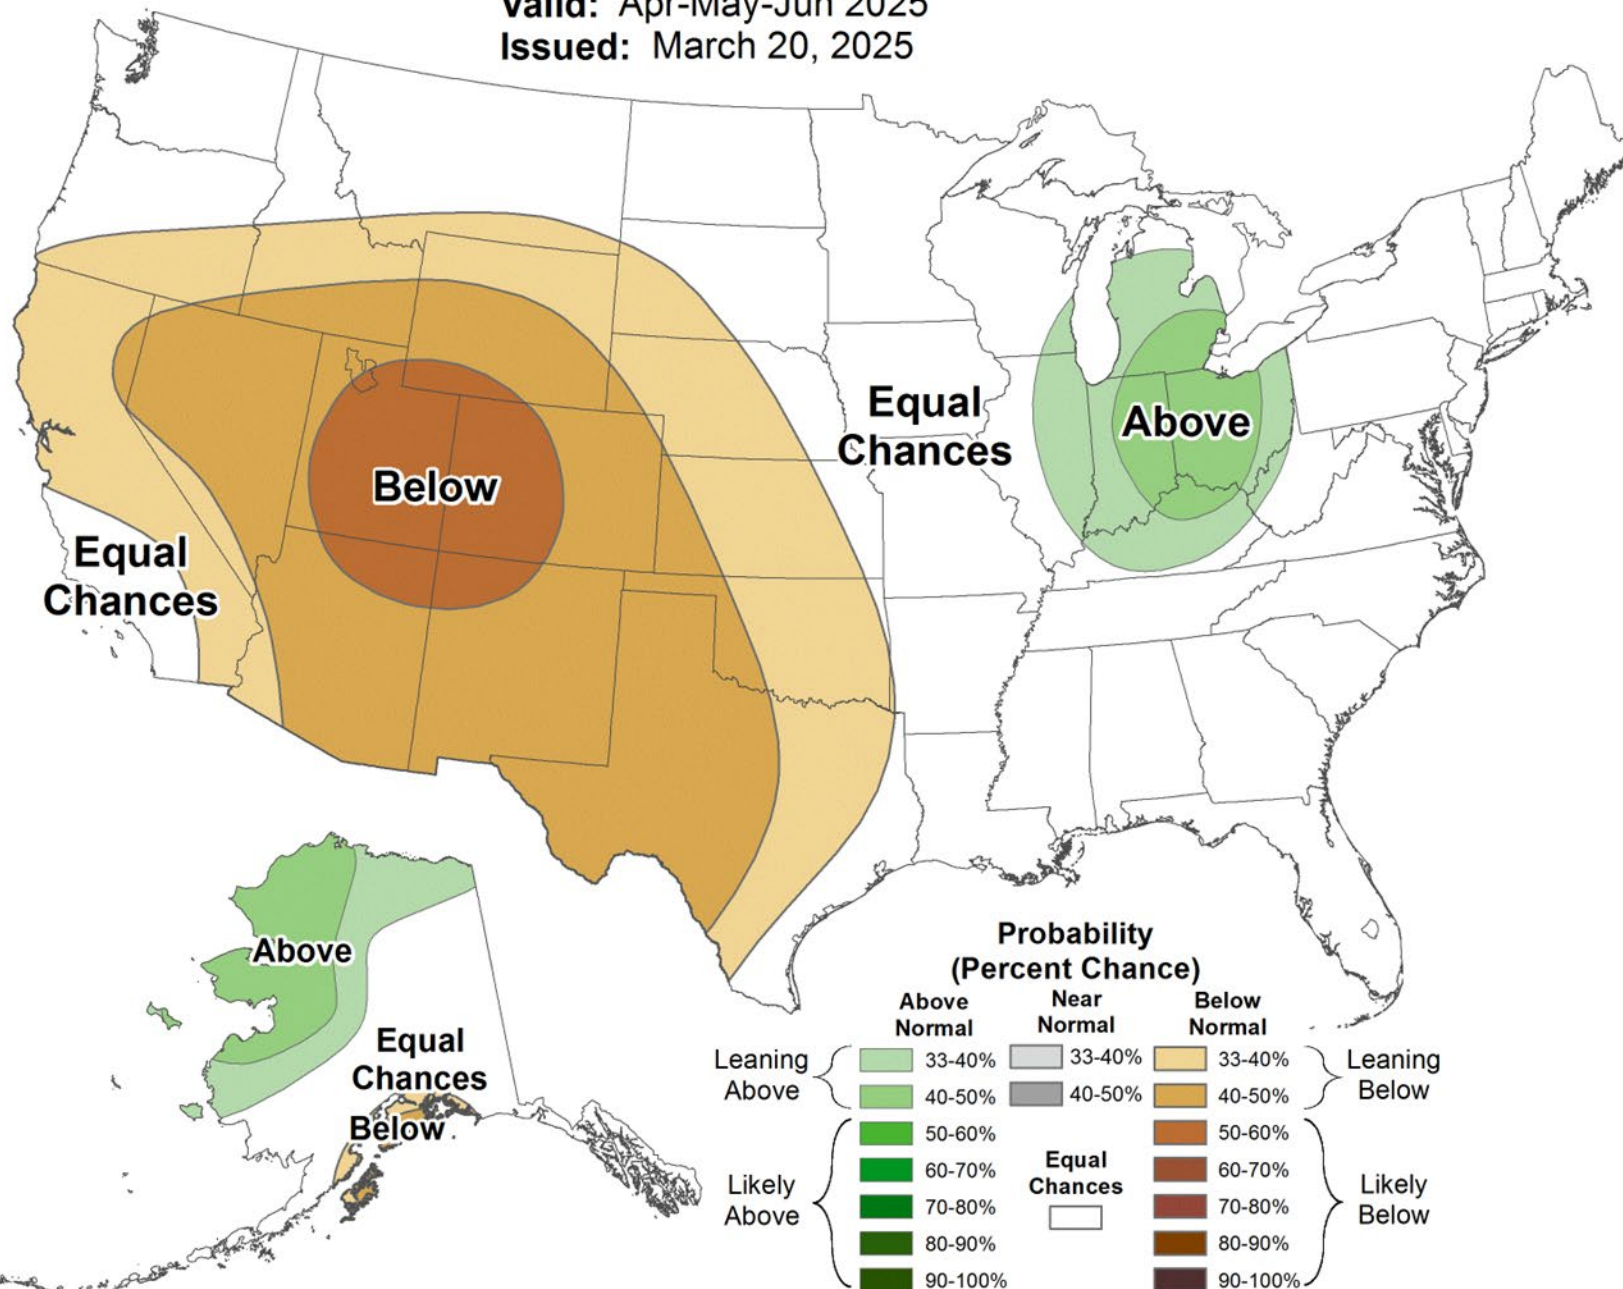 Valid: Apr-May-Jun 2025
Issued: March 20, 2025
Equal
Chances
Above
Below
Equal
Chances
Above
Equal
Chances
Below
Probability
(Percent Chance)
Above
Normal
Near
Normal
Below
Normal
Leaning
Above
33-40%
40-50%
33-40%
40-50%
33-40%
40-50%
Leaning
Below
Likely
Above
50-60%
60-70%
70-80%
80-90%
90-100%
Equal
Chances
50-60%
60-70%
70-80%
80-90%
90-100%
Likely
Below